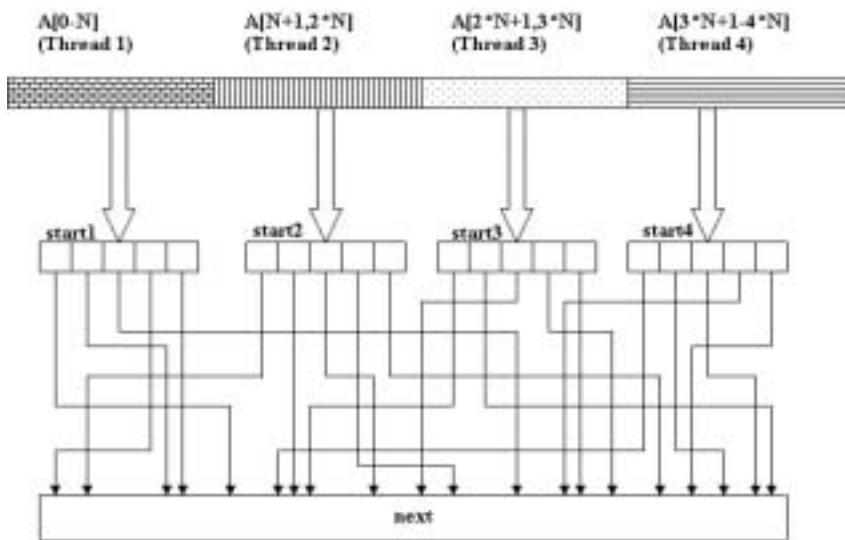 A[0-N]
(Thread 1)
A[N+1,2*N]
(Thread 2)
A[2*N+1,3*N]
(Thread 3)
A[3*N+1-4*N]
(Thread 4)
start1
start2
start3
start4
next